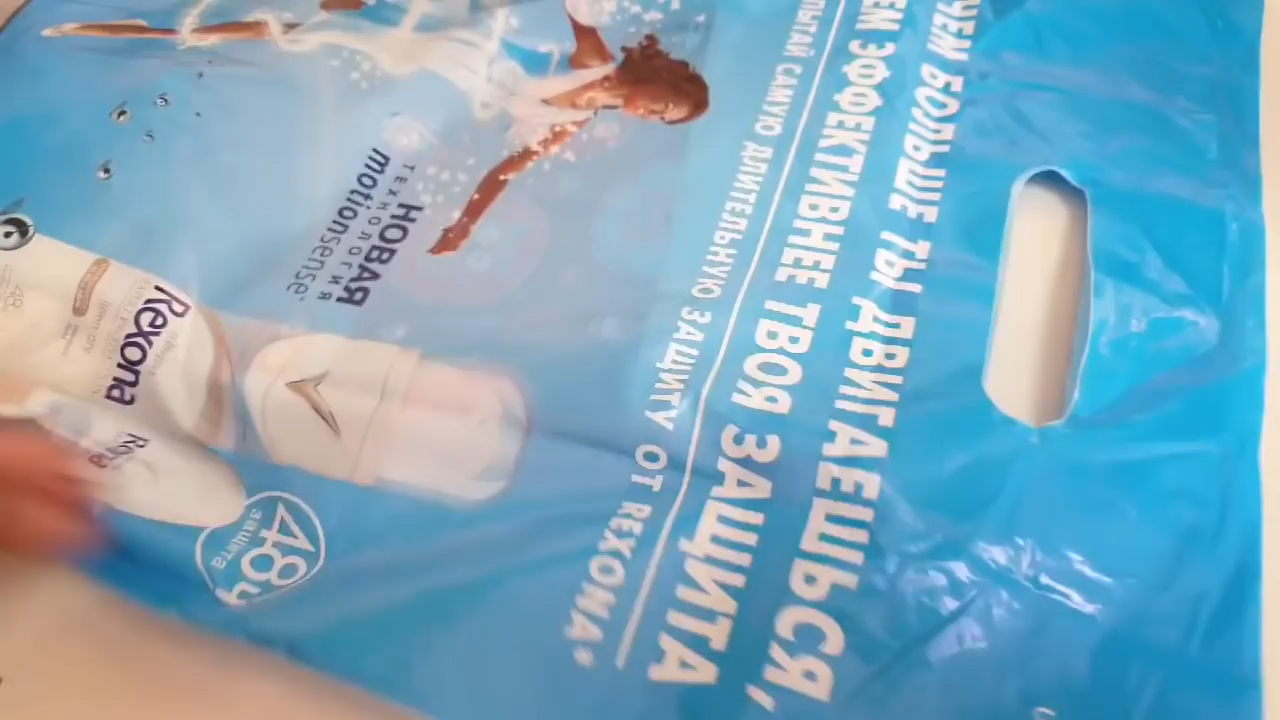 ЧЕМ БОЛЬШЕ ТЫ ДВИГАЕШЬСЯ,
ЕМ ЭФФЕКТИВНЕЕ ТВОЯ ЗАЩИТА
ПЫТАЙ САМУЮ ДЛИТЕЛЬНУЮ ЗАЩИТУ ОТ REXONA*
НОВАЯ
ТЕХНОЛОГИЯ
motionsense
Rexona
48ч
защита